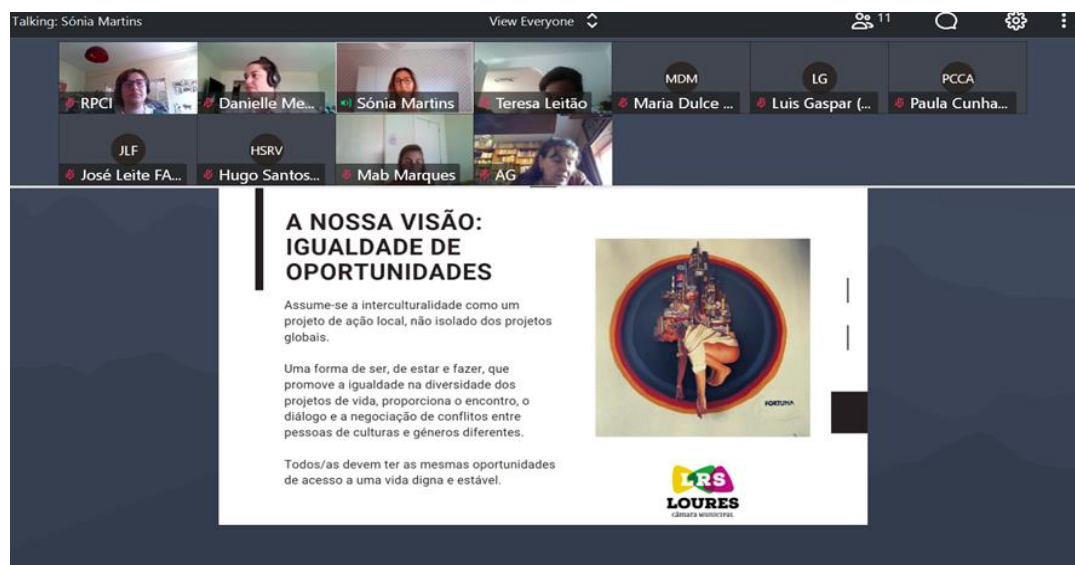 Talking: Sónia Martins
View Everyone
11
RPCI
Danielle Me...
Sónia Martins
Teresa Leitão
MDM
Maria Dulce ...
LG
Luis Gaspar (...
PCCA
Paula Cunha...
JLF
José Leite FA...
HSRV
Hugo Santos...
Mab Marques
AG
A NOSSA VISÃO:
IGUALDADE DE
OPORTUNIDADES
Assume-se a interculturalidade como um
projeto de ação local, não isolado dos projetos
globais.
Uma forma de ser, de estar e fazer, que
promove a igualdade na diversidade dos
projetos de vida, proporciona o encontro, o
diálogo e a negociação de conflitos entre
pessoas de culturas e géneros diferentes.
Todos/as devem ter as mesmas oportunidades
de acesso a uma vida digna e estável.
FORTUNA
LRS
LOURES
CÂMARA MUNICIPAL